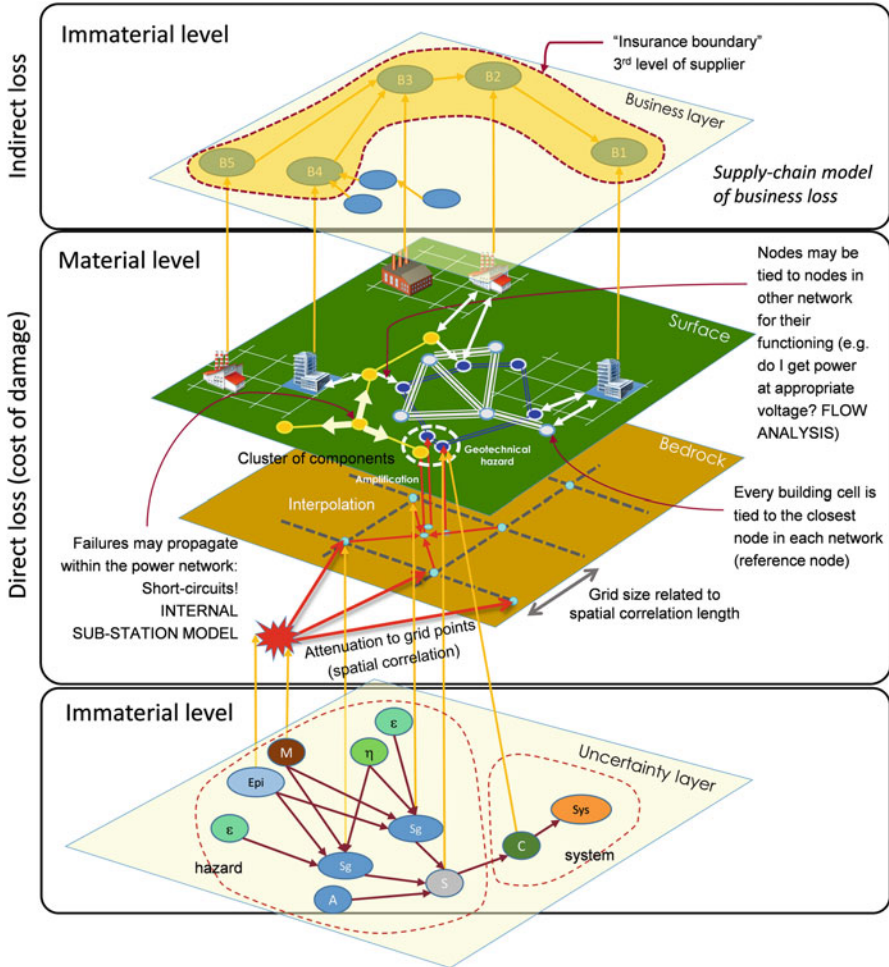 Immaterial level
"Insurance boundary"
3rd level of supplier
B3
B2
Business layer
B5
B4
B1
Supply-chain model
of business loss
Indirect loss
Material level
Nodes may be
tied to nodes in
other network
for their
functioning (e.g.
do I get power
at appropriate
voltage? FLOW
ANALYSIS)
Surface
Cluster of components
Geotechnical
hazard
Bedrock
Amplification
Interpolation
Every building cell is
tied to the closest
node in each network
(reference node)
Failures may propagate
within the power network:
Short-circuits!
INTERNAL
SUB-STATION MODEL
Grid size related to
spatial correlation length
Attenuation to grid points
(spatial correlation)
Direct loss (cost of damage)
Immaterial level
ε
M
η
Uncertainty layer
Epi
Sys
ε
Sg
C
hazard
Sg
system
S
A